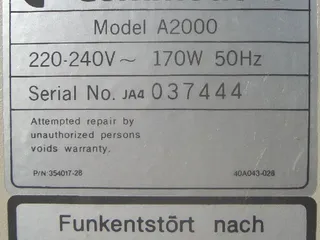 Model A2000
220-240V~ 170W 50Hz
Serial No. JA4 037444
Attempted repair by
unauthorized persons
voids warranty.
P/N: 354017-26 40A043-026
Funkentstört nach